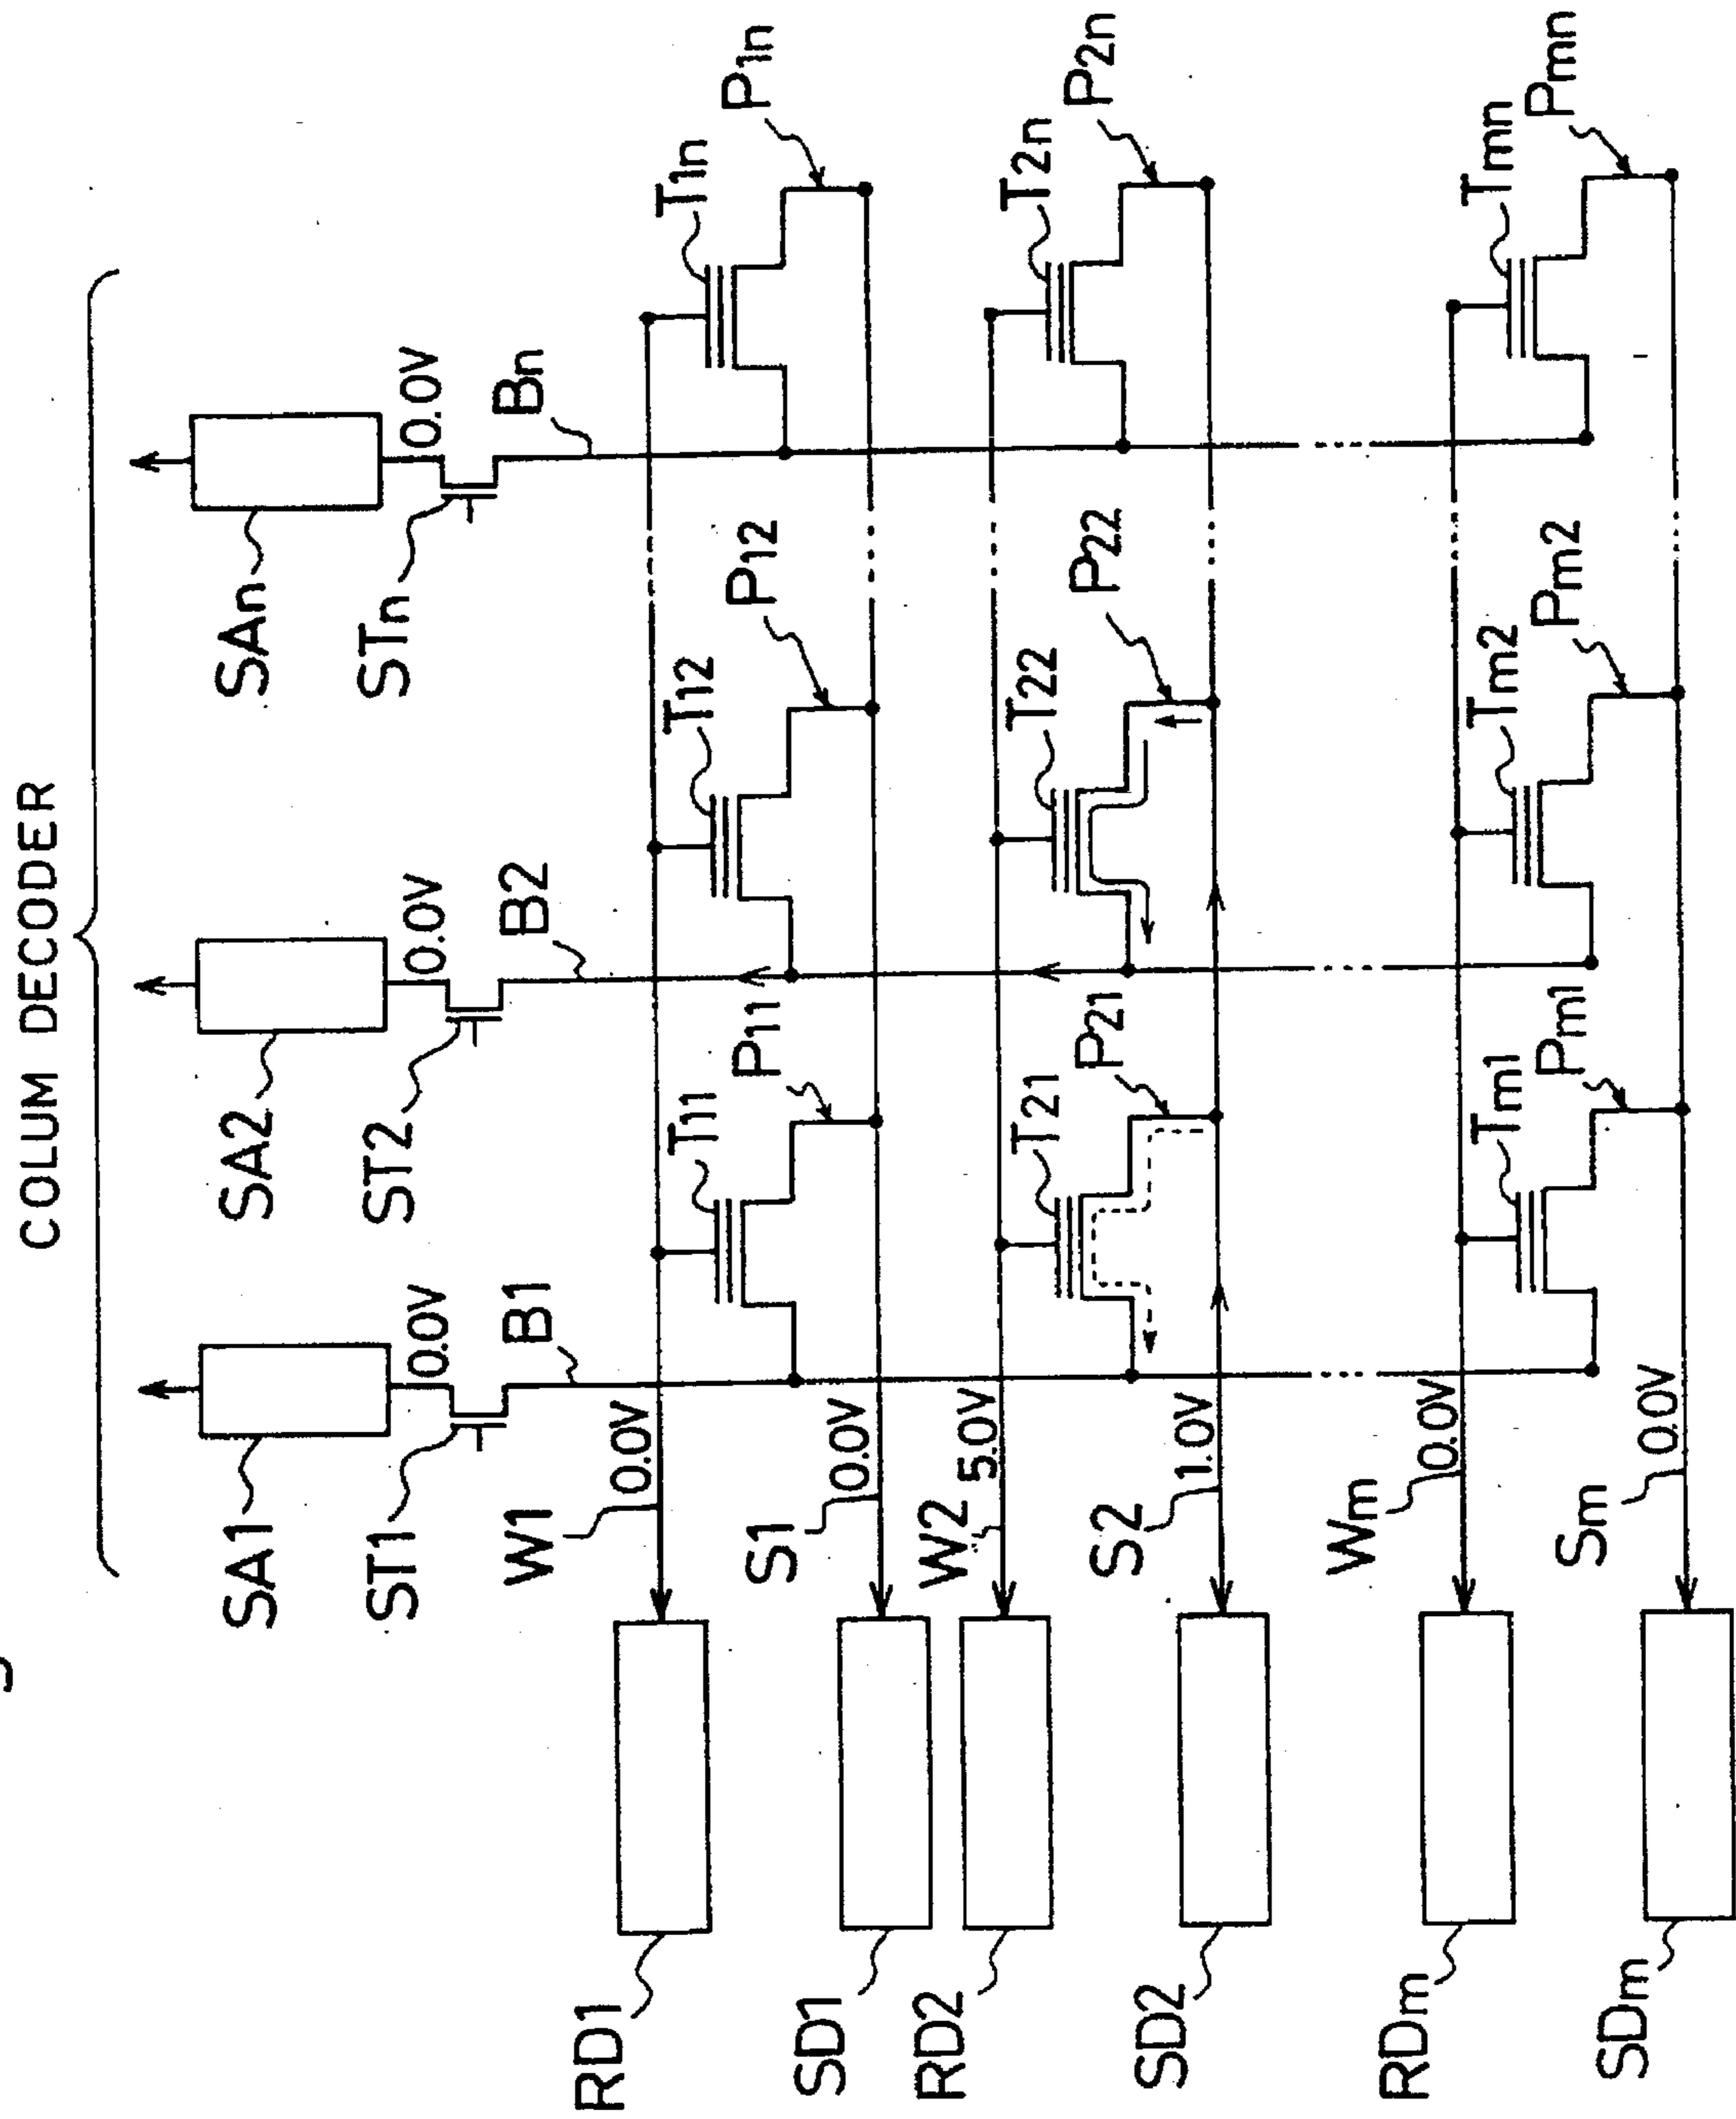 COLUM DECODER
SA1 SA2 SAn
0.0V 0.0V 0.0V
ST1 ST2 STn
B1 B2 Bn
RD1 W1 0.0V T11 T12 T1n
P11 P12 P1n
SD1 S1 0.0V
RD2 W2 5.0V T21 T22 T2n
P21 P22 P2n
SD2 S2 1.0V
RDm Wm 0.0V Tm1 Tm2 Tmn
Pm1 Pm2 Pmn
SDm Sm 0.0V